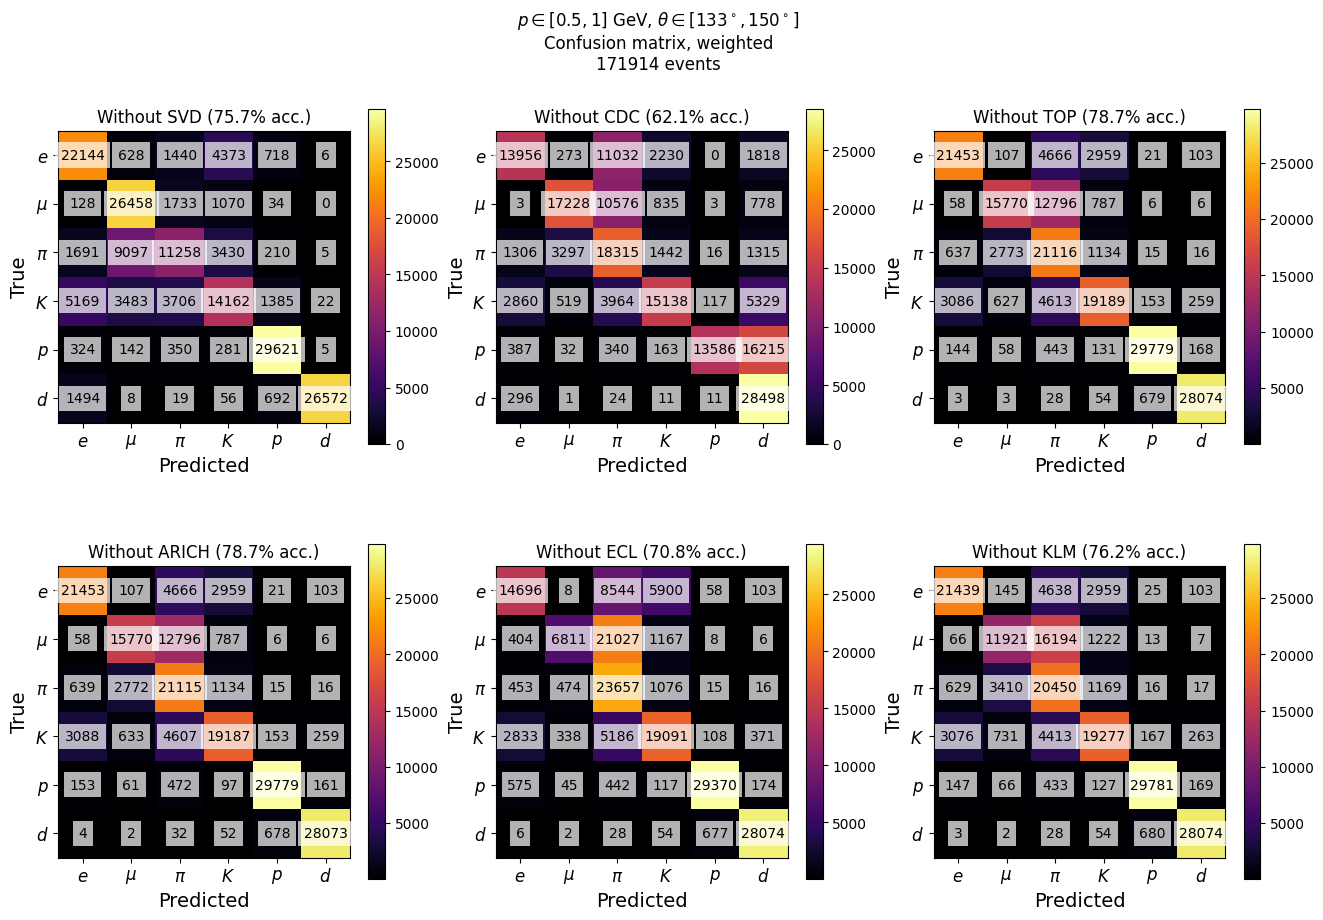 p ∈ [0.5, 1] GeV, θ ∈ [133°, 150°]
Confusion matrix, weighted
171914 events
Without SVD (75.7% acc.)
e 22144 628 1440 4373 718 6
μ 128 26458 1733 1070 34 0
π 1691 9097 11258 3430 210 5
K 5169 3483 3706 14162 1385 22
p 324 142 350 281 29621 5
d 1494 8 19 56 692 26572
e μ π K p d
Predicted
True
25000
20000
15000
10000
5000
0
Without CDC (62.1% acc.)
e 13956 273 11032 2230 0 1818
μ 3 17228 10576 835 3 778
π 1306 3297 18315 1442 16 1315
K 2860 519 3964 15138 117 5329
p 387 32 340 163 13586 16215
d 296 1 24 11 11 28498
e μ π K p d
Predicted
True
25000
20000
15000
10000
5000
0
Without TOP (78.7% acc.)
e 21453 107 4666 2959 21 103
μ 58 15770 12796 787 6 6
π 637 2773 21116 1134 15 16
K 3086 627 4613 19189 153 259
p 144 58 443 131 29779 168
d 3 3 28 54 679 28074
e μ π K p d
Predicted
True
25000
20000
15000
10000
5000
Without ARICH (78.7% acc.)
e 21453 107 4666 2959 21 103
μ 58 15770 12796 787 6 6
π 639 2772 21115 1134 15 16
K 3088 633 4607 19187 153 259
p 153 61 472 97 29779 161
d 4 2 32 52 678 28073
e μ π K p d
Predicted
True
25000
20000
15000
10000
5000
Without ECL (70.8% acc.)
e 14696 8 8544 5900 58 103
μ 404 6811 21027 1167 8 6
π 453 474 23657 1076 15 16
K 2833 338 5186 19091 108 371
p 575 45 442 117 29370 174
d 6 2 28 54 677 28074
e μ π K p d
Predicted
True
25000
20000
15000
10000
5000
Without KLM (76.2% acc.)
e 21439 145 4638 2959 25 103
μ 66 11921 16194 1222 13 7
π 629 3410 20450 1169 16 17
K 3076 731 4413 19277 167 263
p 147 66 433 127 29781 169
d 3 2 28 54 680 28074
e μ π K p d
Predicted
True
25000
20000
15000
10000
5000